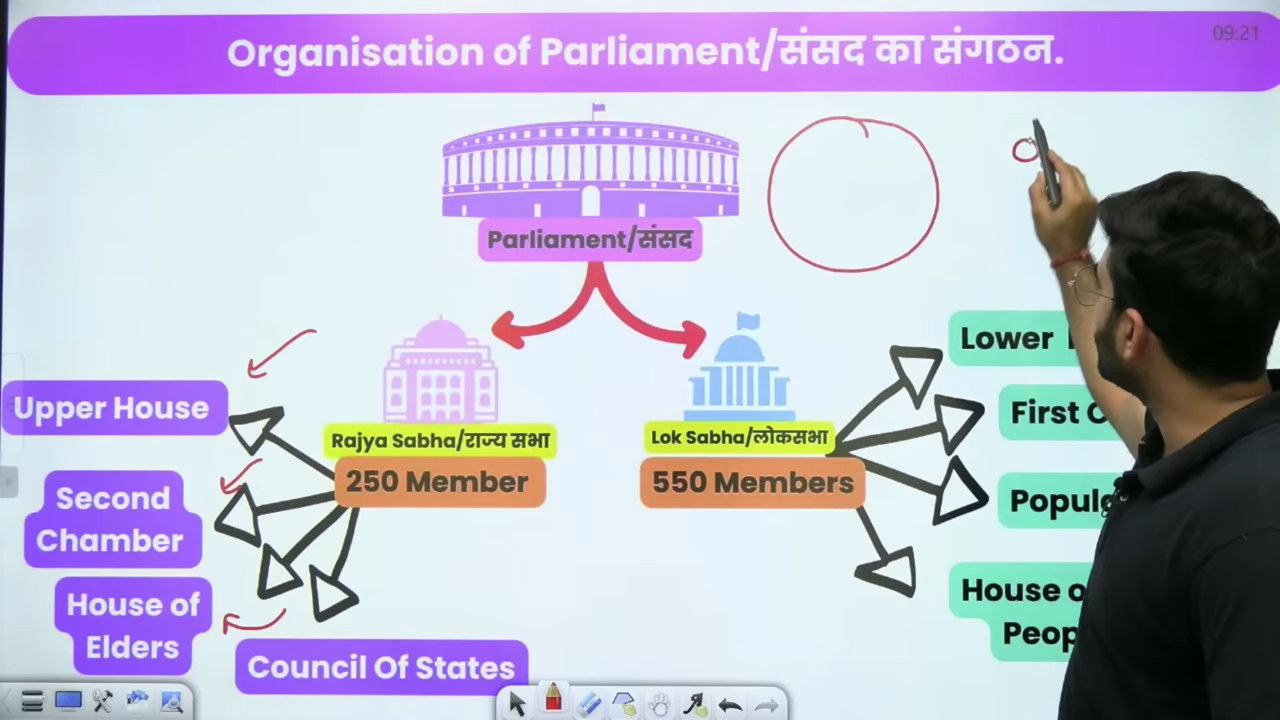 Organisation of Parliament/संसद का संगठन.
09:21
Parliament/संसद
Upper House
Second
Chamber
House of
Elders
Council Of States
Rajya Sabha/राज्य सभा
250 Member
Lok Sabha/लोकसभा
550 Members
Lower
First
House